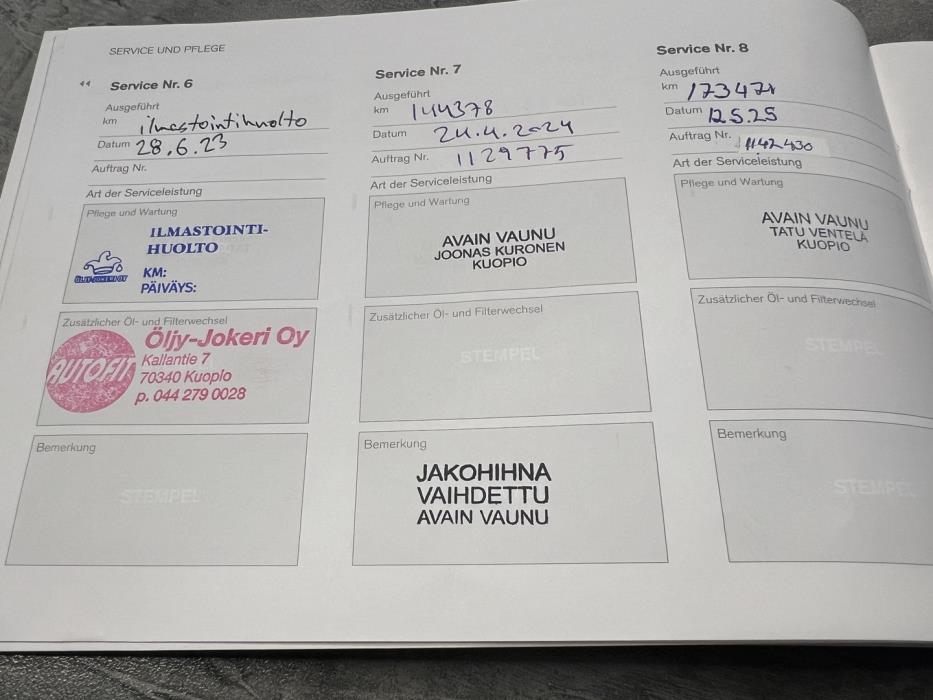 SERVICE UND PFLEGE
Service Nr. 6
Ausgeführt
km ilmastointihuolto
Datum 28.6.23
Auftrag Nr.
Art der Serviceleistung
Pflege und Wartung
ILMASTOINTI-
HUOLTO
ÖLJY-JOKERI OY
KM:
PÄIVÄYS:
Zusätzlicher Öl- und Filterwechsel
AUTOFIT
Öljy-Jokeri Oy
Kallantie 7
70340 Kuopio
p. 044 279 0028
Bemerkung
STEMPEL
Service Nr. 7
Ausgeführt
km 144378
Datum 24.4.2024
Auftrag Nr. 1129775
Art der Serviceleistung
Pflege und Wartung
AVAIN VAUNU
JOONAS KURONEN
KUOPIO
Zusätzlicher Öl- und Filterwechsel
STEMPEL
Bemerkung
JAKOHIHNA
VAIHDETTU
AVAIN VAUNU
Service Nr. 8
Ausgeführt
km 173471
Datum 12.5.25
Auftrag Nr. 1142430
Art der Serviceleistung
Pflege und Wartung
AVAIN VAUNU
TATU VENTELÄ
KUOPIO
Zusätzlicher Öl- und Filterwechsel
STEMPEL
Bemerkung
STEMPEL